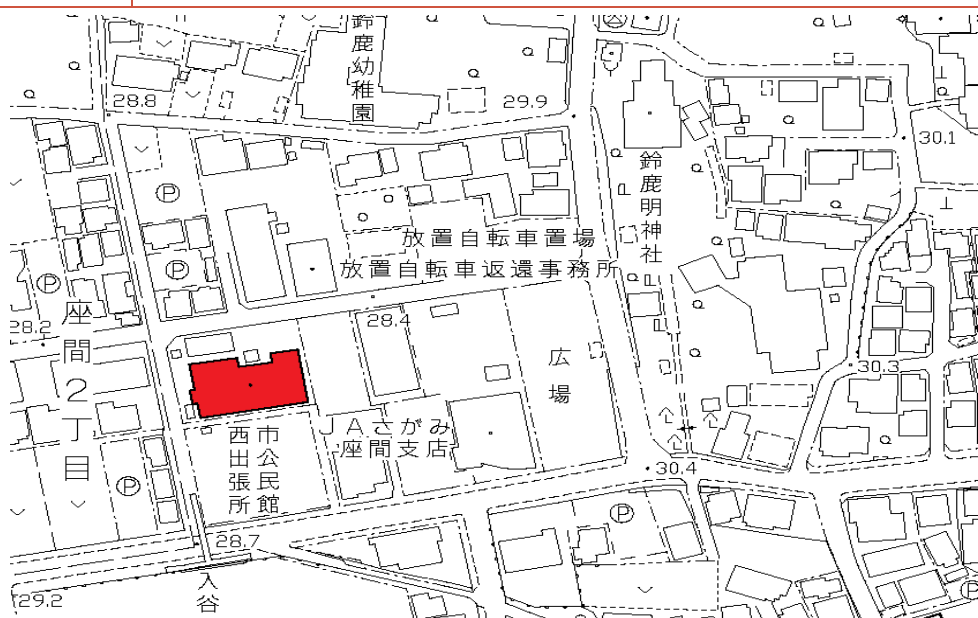 鈴鹿幼稚園
28.8
29.9
30.1
鈴鹿明神社
P
放置自転車置場
P
放置自転車返還事務所
P
座間2丁目
28.2
28.4
広場
30.3
JAさがみ
座間支店
市公民館
西出張所
30.4
P
P
28.7
入谷
29.2
P